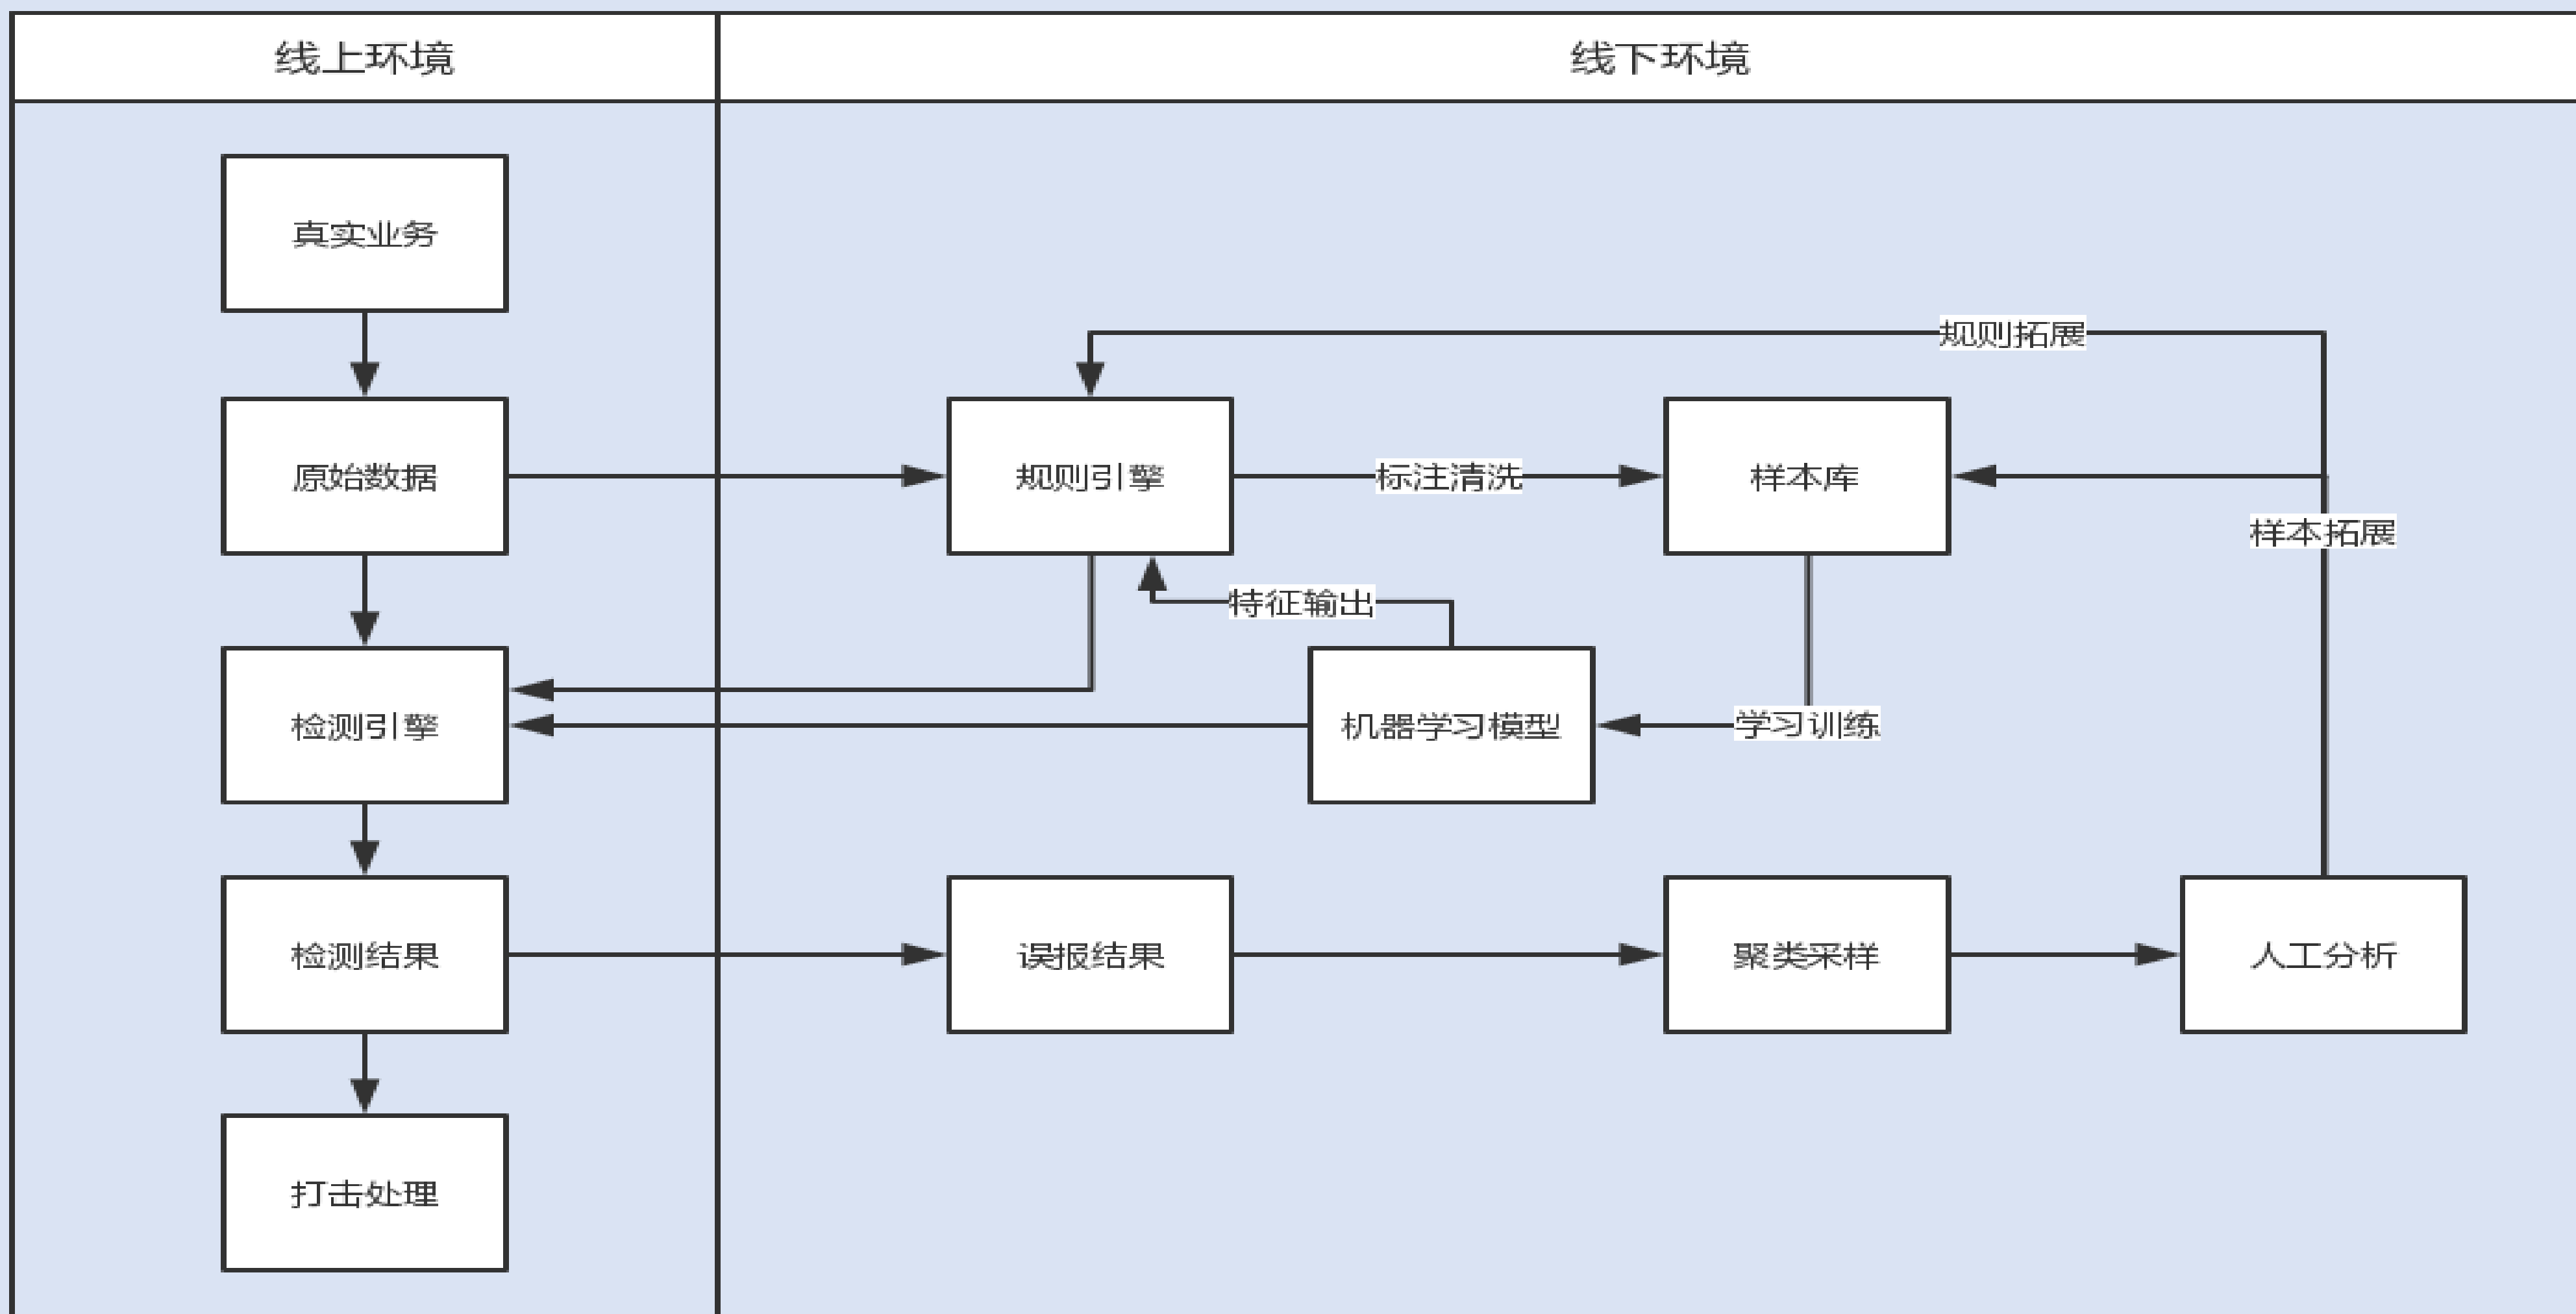 线上环境
线下环境
真实业务
规则拓展
原始数据
规则引擎
标注清洗
样本库
样本拓展
特征输出
检测引擎
机器学习模型
学习训练
检测结果
误报结果
聚类采样
人工分析
打击处理